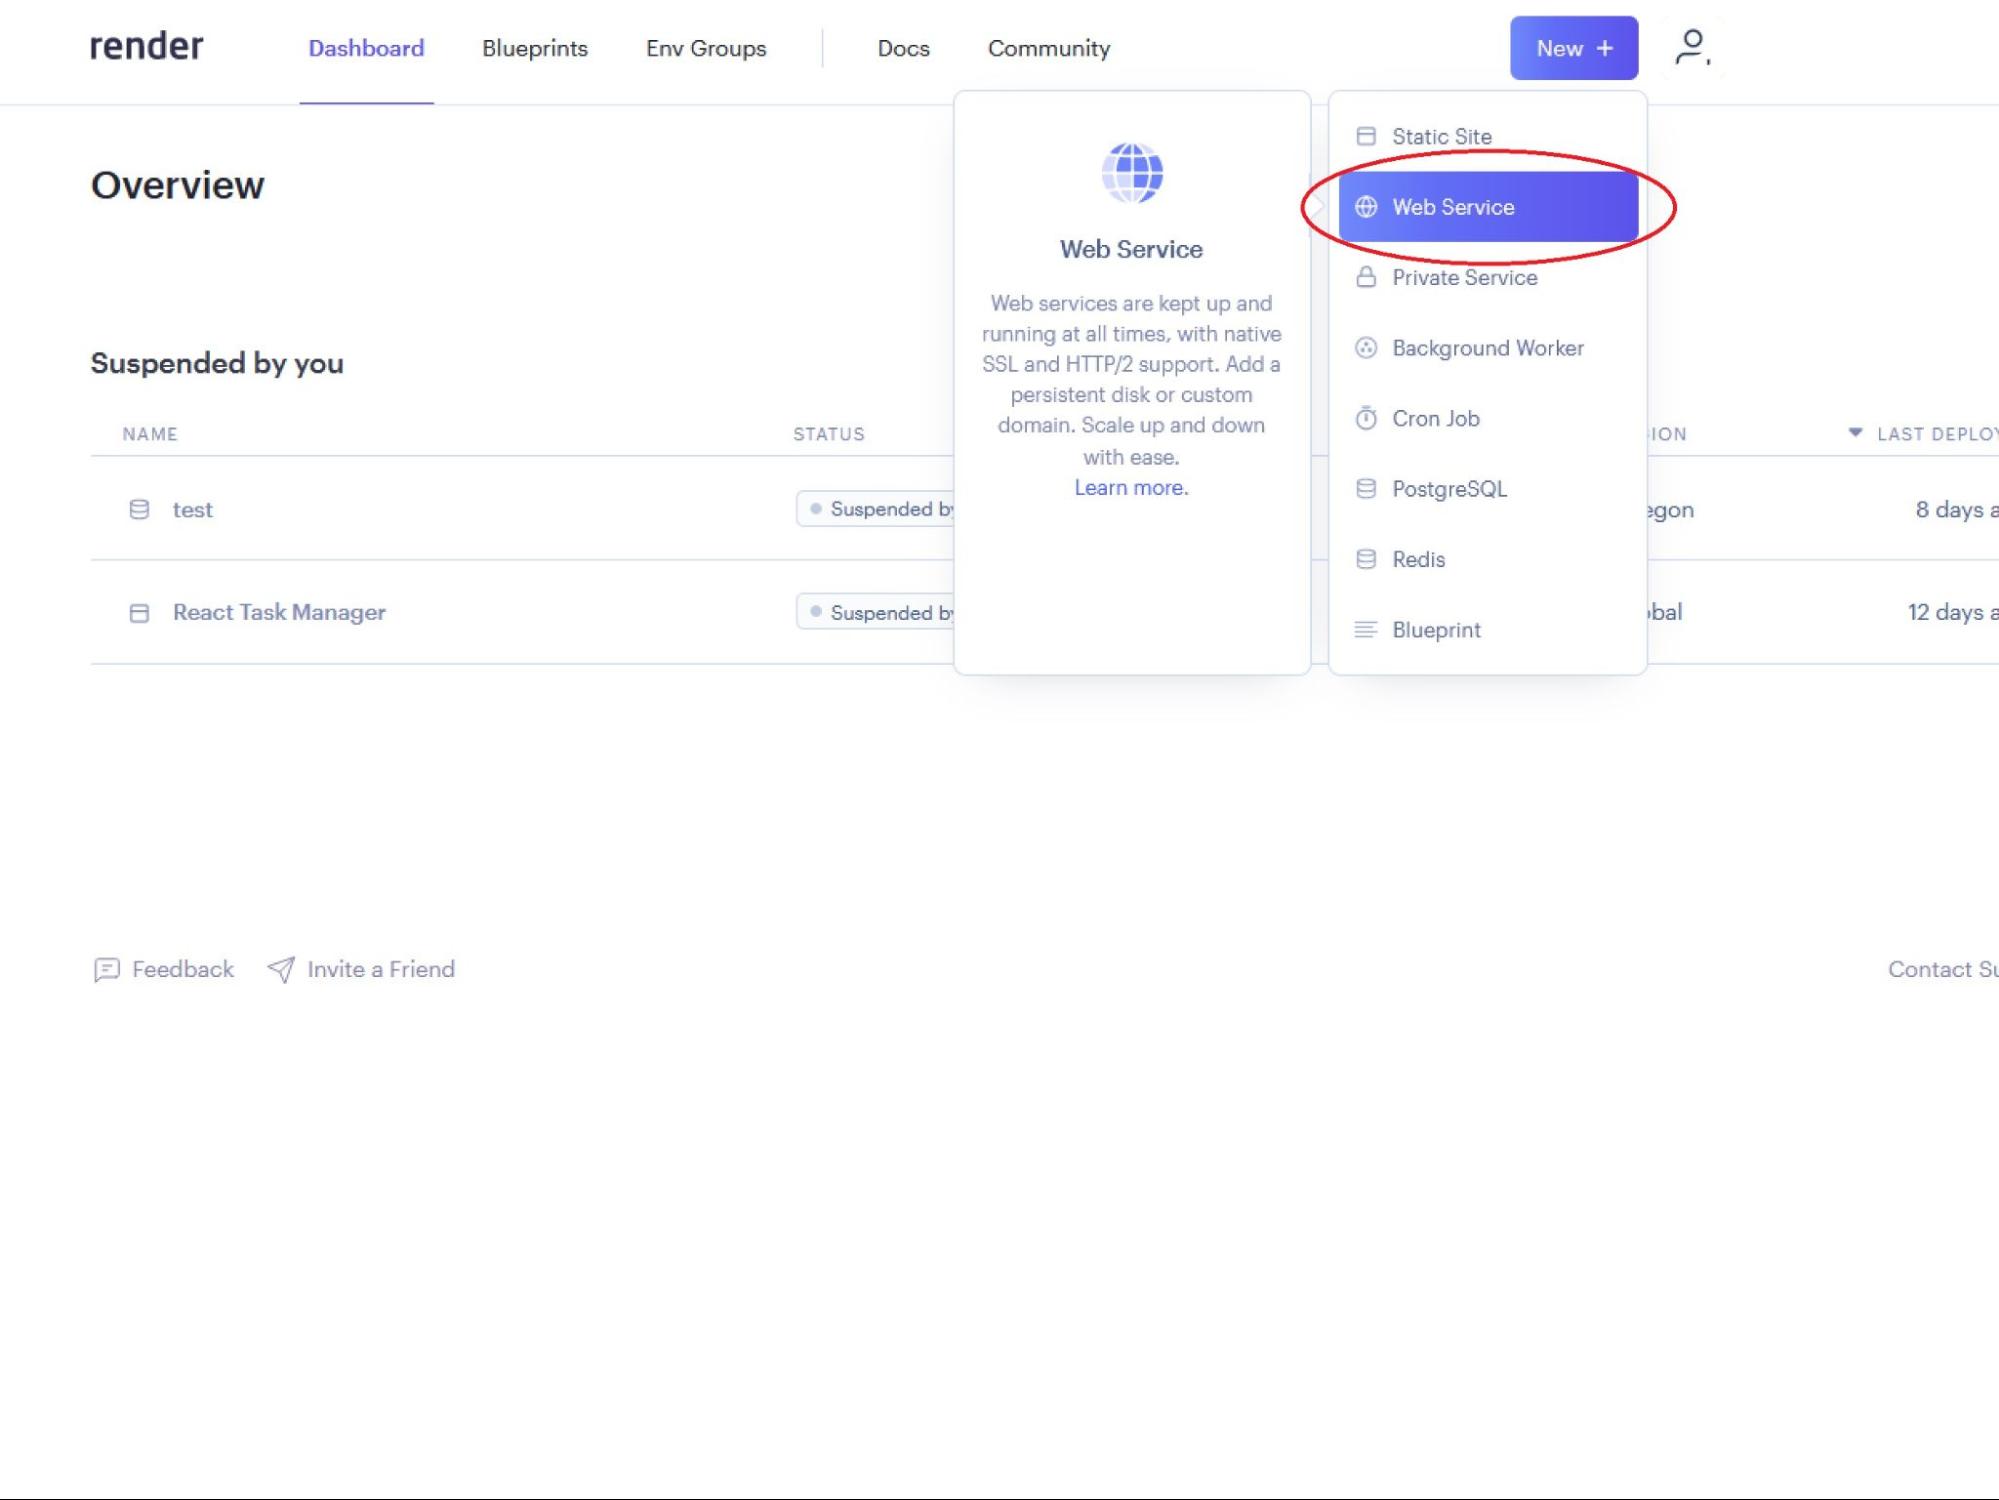 render
Dashboard
Blueprints
Env Groups
Docs
Community
New +
Overview
Web Service
Web services are kept up and
running at all times, with native
SSL and HTTP/2 support. Add a
persistent disk or custom
domain. Scale up and down
with ease.
Learn more.
Static Site
Web Service
Private Service
Background Worker
Cron Job
PostgreSQL
Redis
Blueprint
Suspended by you
NAME
STATUS
LAST DEPLOY
test
Suspended by
8 days a
React Task Manager
Suspended by
12 days a
Feedback
Invite a Friend
Contact Su